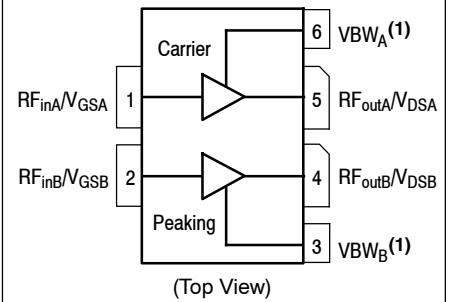 6 VBWA(1)
Carrier
RFinA/VGSA 1
5 RFoutA/VDSA
RFinB/VGSB 2
4 RFoutB/VDSB
Peaking
3 VBWB(1)
(Top View)